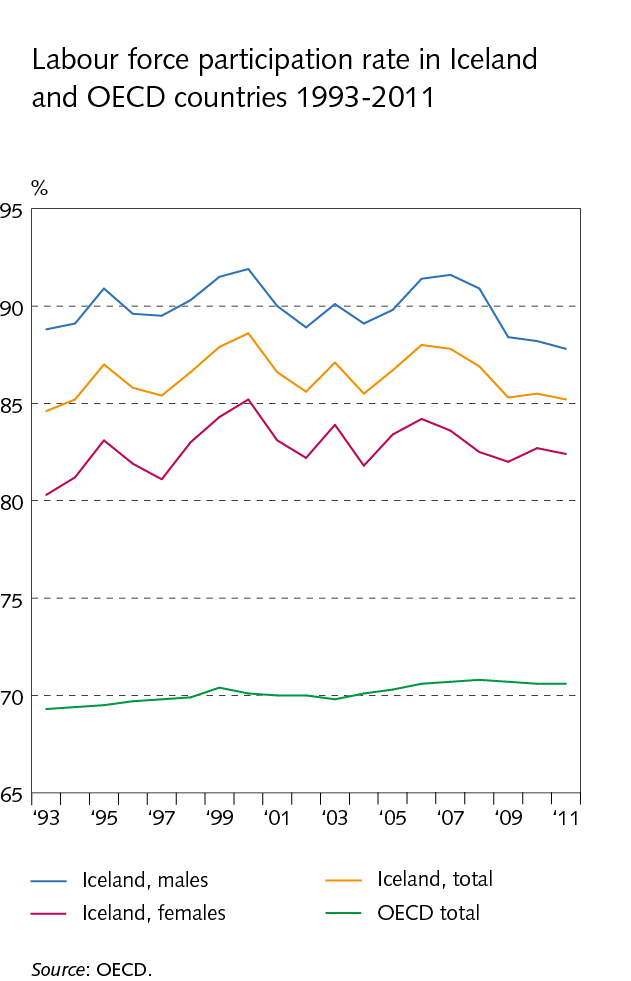 Labour force participation rate in Iceland
and OECD countries 1993-2011
%
95
90
85
80
75
70
65
‘93 ‘95 ‘97 ‘99 ‘01 ‘03 ‘05 ‘07 ‘09 ‘11
Iceland, males Iceland, total
Iceland, females OECD total
Source: OECD.